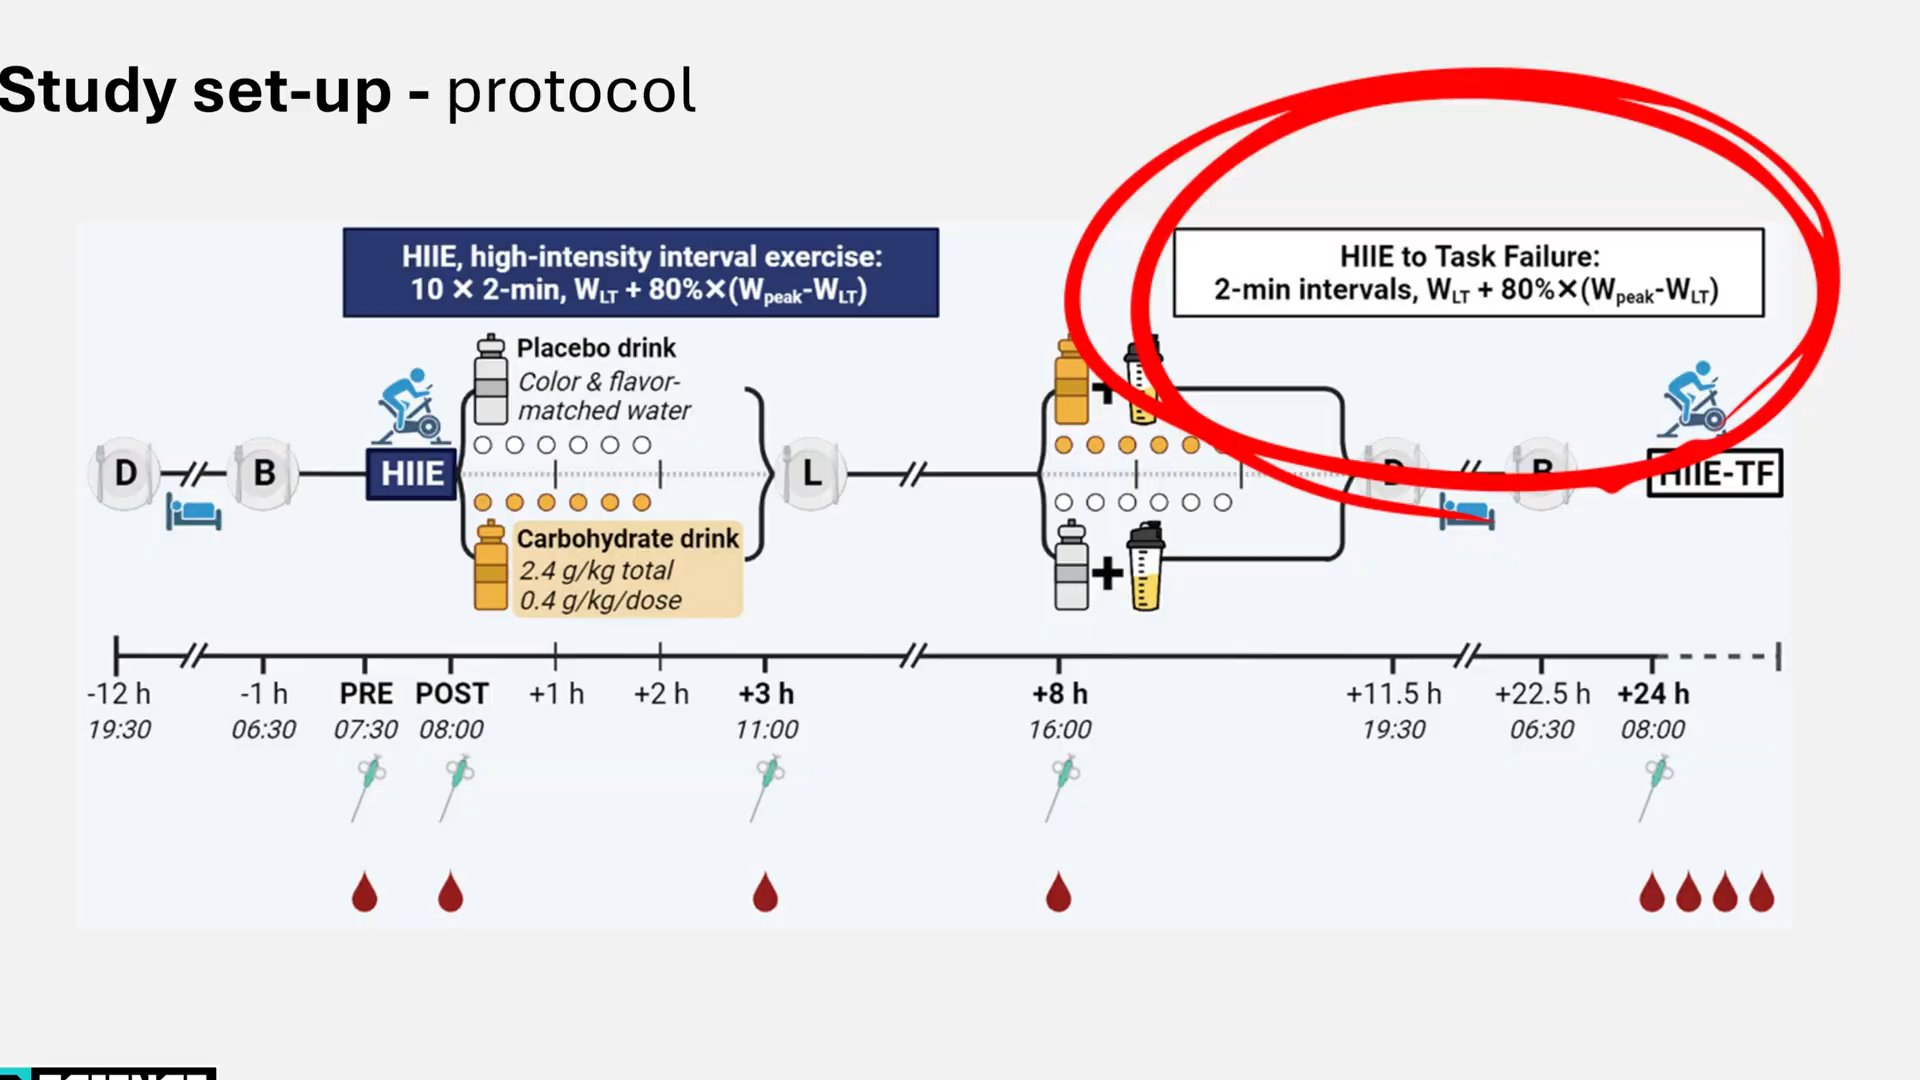 Study set-up - protocol
HIIE, high-intensity interval exercise:
10 × 2-min, WLT + 80%×(Wpeak-WLT)
HIIE to Task Failure:
2-min intervals, WLT + 80%×(Wpeak-WLT)
Placebo drink
Color & flavor-
matched water
D
B
HIIE
L
D
B
HIIE-TF
Carbohydrate drink
2.4 g/kg total
0.4 g/kg/dose
-12 h
-1 h
PRE
POST
+1 h
+2 h
+3 h
+8 h
+11.5 h
+22.5 h
+24 h
19:30
06:30
07:30
08:00
11:00
16:00
19:30
06:30
08:00